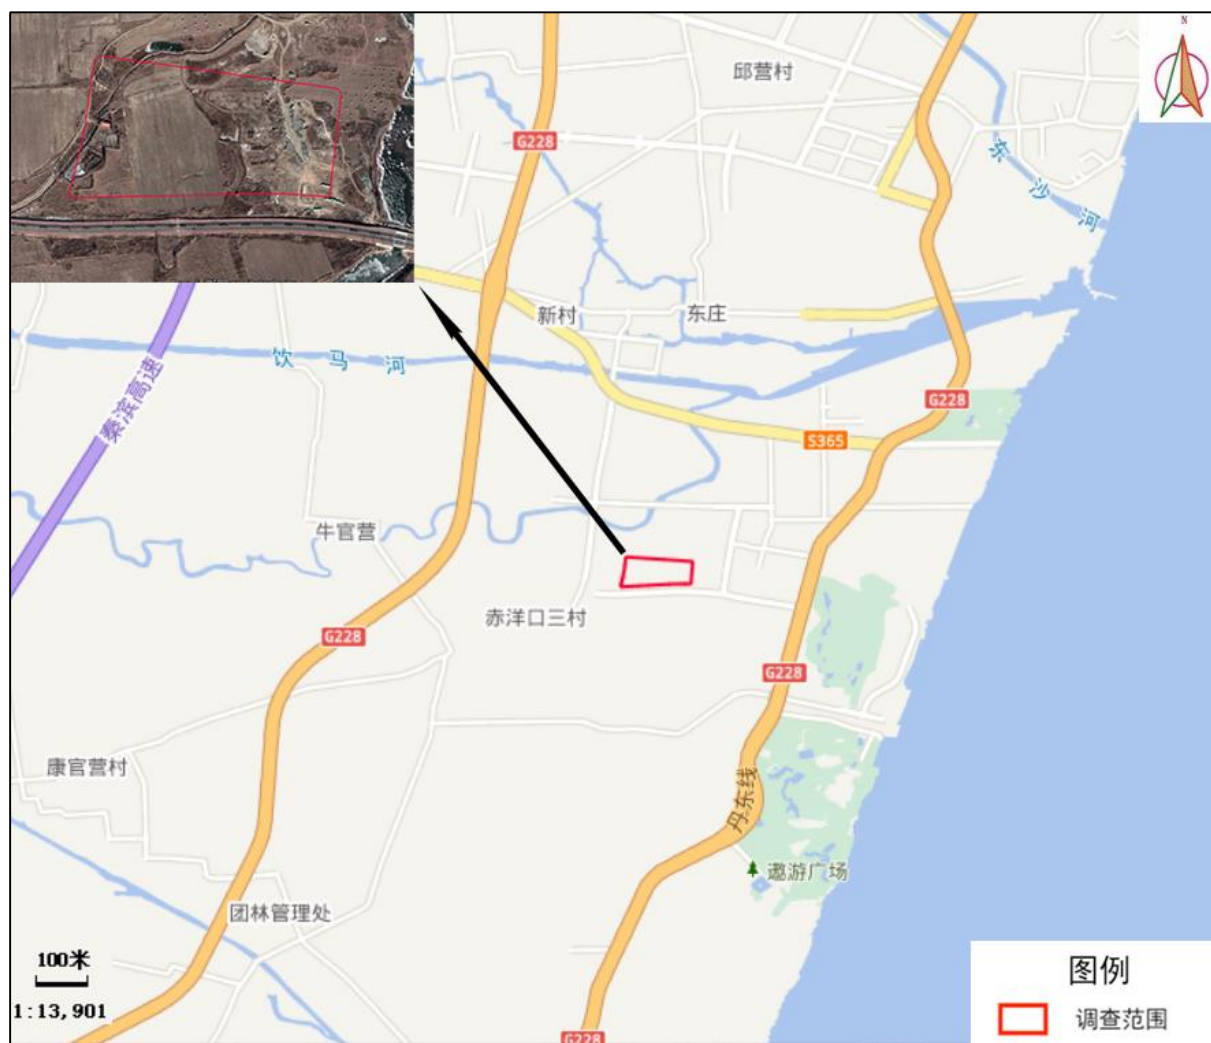 N
邱营村
G228
东沙河
新村
东庄
饮马河
秦滨高速
G228
S365
牛官营
赤洋口三村
G228
G228
康官营村
丹东线
遨游广场
团林管理处
100米
1:13,901
图例
调查范围
G228